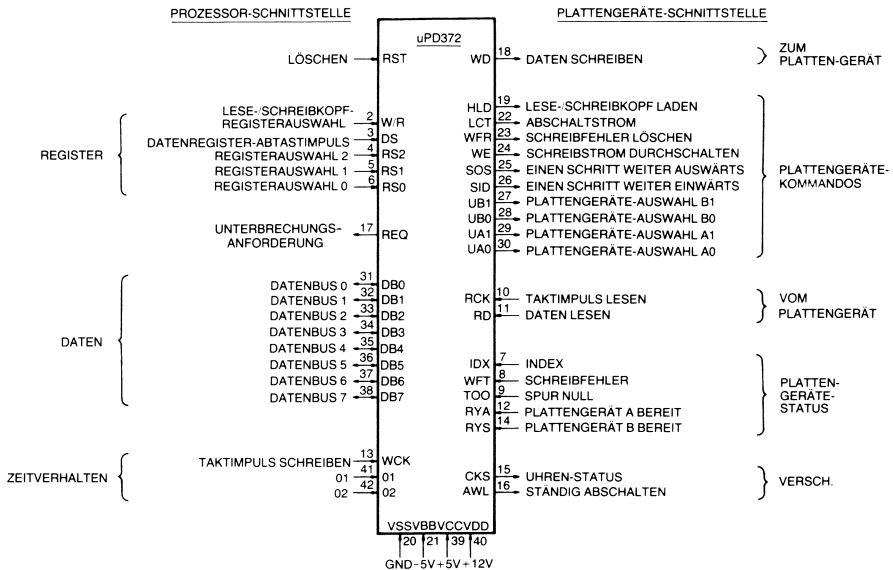 PROZESSOR-SCHNITTSTELLE
PLATTENGERÄTE-SCHNITTSTELLE
uPD372
LÖSCHEN RST
WD 18 DATEN SCHREIBEN
ZUM
PLATTEN-GERÄT
REGISTER
LESE-/SCHREIBKOPF-
REGISTERAUSWAHL 2 W/R
DATENREGISTER-ABTASTIMPULS 3 DS
REGISTERAUSWAHL 2 4 RS2
REGISTERAUSWAHL 1 5 RS1
REGISTERAUSWAHL 0 6 RS0
HLD 19 LESE-/SCHREIBKOPF LADEN
LCT 22 ABSCHALTSTROM
WFR 23 SCHREIBFEHLER LÖSCHEN
WE 24 SCHREIBSTROM DURCHSCHALTEN
SOS 25 EINEN SCHRITT WEITER AUSWÄRTS
SID 26 EINEN SCHRITT WEITER EINWÄRTS
UB1 27 PLATTENGERÄTE-AUSWAHL B1
UB0 28 PLATTENGERÄTE-AUSWAHL B0
UA1 29 PLATTENGERÄTE-AUSWAHL A1
UA0 30 PLATTENGERÄTE-AUSWAHL A0
PLATTENGERÄTE-
KOMMANDOS
UNTERBRECHUNGS-
ANFORDERUNG 17 REQ
DATEN
DATENBUS 0 31 DB0
DATENBUS 1 32 DB1
DATENBUS 2 33 DB2
DATENBUS 3 34 DB3
DATENBUS 4 35 DB4
DATENBUS 5 36 DB5
DATENBUS 6 37 DB6
DATENBUS 7 38 DB7
RCK 10 TAKTIMPULS LESEN
RD 11 DATEN LESEN
VOM
PLATTENGERÄT
IDX 7 INDEX
WFT 8 SCHREIBFEHLER
TOO 9 SPUR NULL
RYA 12 PLATTENGERÄT A BEREIT
RYS 14 PLATTENGERÄT B BEREIT
PLATTEN-
GERÄTE-
STATUS
ZEITVERHALTEN
TAKTIMPULS SCHREIBEN 13 WCK
01 41 01
02 42 02
CKS 15 UHREN-STATUS
AWL 16 STÄNDIG ABSCHALTEN
VERSCH.
VSS VBB VCC VDD
20 21 39 40
GND -5V +5V +12V